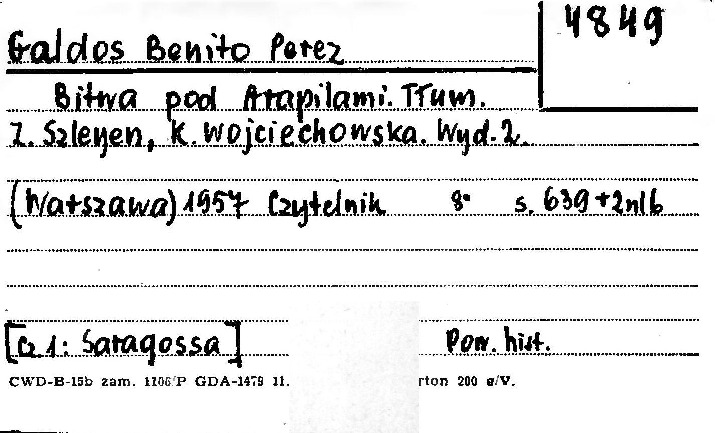 4849
Galdos Benito Perez
Bitwa pod Arapilami. Tłum.
Z. Szleyen, K. Wojciechowska. Wyd. 2.
(Warszawa) 1957 Czytelnik 8° s. 639+2nlb
[Cz 1: Saragossa] Pow. hist.
CWD-B-15b zam. 1106/P GDA-1479 11. rton 200 g/V.